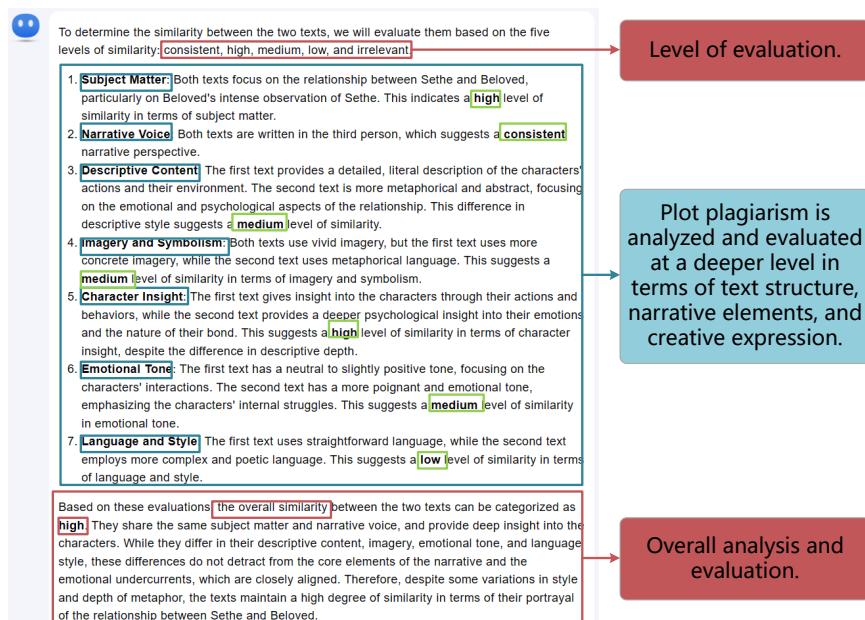 To determine the similarity between the two texts, we will evaluate them based on the five
levels of similarity: consistent, high, medium, low, and irrelevant.
1. Subject Matter: Both texts focus on the relationship between Sethe and Beloved,
particularly on Beloved's intense observation of Sethe. This indicates a high level of
similarity in terms of subject matter.
2. Narrative Voice: Both texts are written in the third person, which suggests a consistent
narrative perspective.
3. Descriptive Content: The first text provides a detailed, literal description of the characters'
actions and their environment. The second text is more metaphorical and abstract, focusing
on the emotional and psychological aspects of the relationship. This difference in
descriptive style suggests a medium level of similarity.
4. Imagery and Symbolism: Both texts use vivid imagery, but the first text uses more
concrete imagery, while the second text uses metaphorical language. This suggests a
medium level of similarity in terms of imagery and symbolism.
5. Character Insight: The first text gives insight into the characters through their actions and
behaviors, while the second text provides a deeper psychological insight into their emotions
and the nature of their bond. This suggests a high level of similarity in terms of character
insight, despite the difference in descriptive depth.
6. Emotional Tone: The first text has a neutral to slightly positive tone, focusing on the
characters' interactions. The second text has a more poignant and emotional tone,
emphasizing the characters' internal struggles. This suggests a medium level of similarity
in emotional tone.
7. Language and Style: The first text uses straightforward language, while the second text
employs more complex and poetic language. This suggests a low level of similarity in terms
of language and style.
Based on these evaluations, the overall similarity between the two texts can be categorized as
high. They share the same subject matter and narrative voice, and provide deep insight into the
characters. While they differ in their descriptive content, imagery, emotional tone, and language
style, these differences do not detract from the core elements of the narrative and the
emotional undercurrents, which are closely aligned. Therefore, despite some variations in style
and depth of metaphor, the texts maintain a high degree of similarity in terms of their portrayal
of the relationship between Sethe and Beloved.
Level of evaluation.
Plot plagiarism is
analyzed and evaluated
at a deeper level in
terms of text structure,
narrative elements, and
creative expression.
Overall analysis and
evaluation.